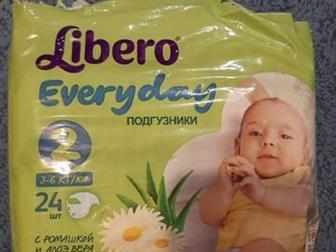 Libero
Everyday
ПОДГУЗНИКИ
2
3-6 КГ/kg
24
шт
С РОМАШКОЙ
И АЛОЭ ВЕРА